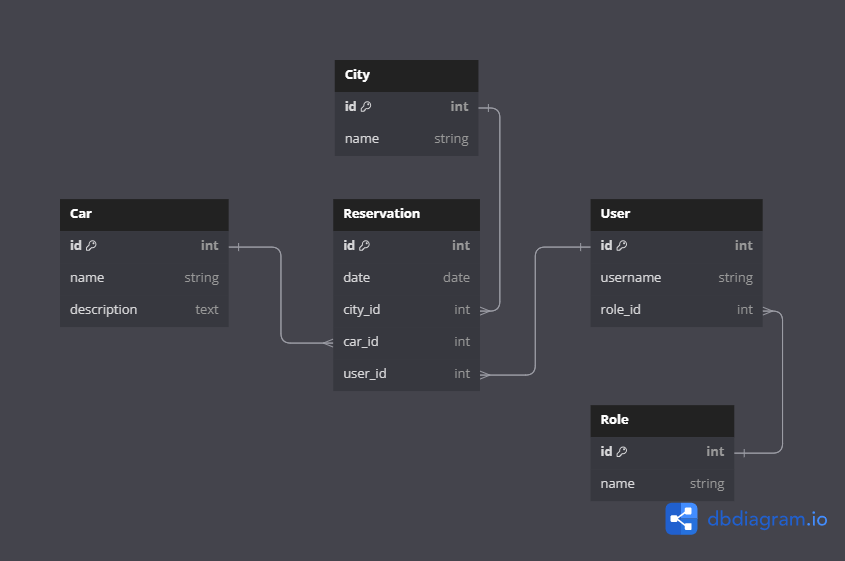 City
id int
name string
Car
id int
name string
description text
Reservation
id int
date date
city_id int
car_id int
user_id int
User
id int
username string
role_id int
Role
id int
name string
dbdiagram.io